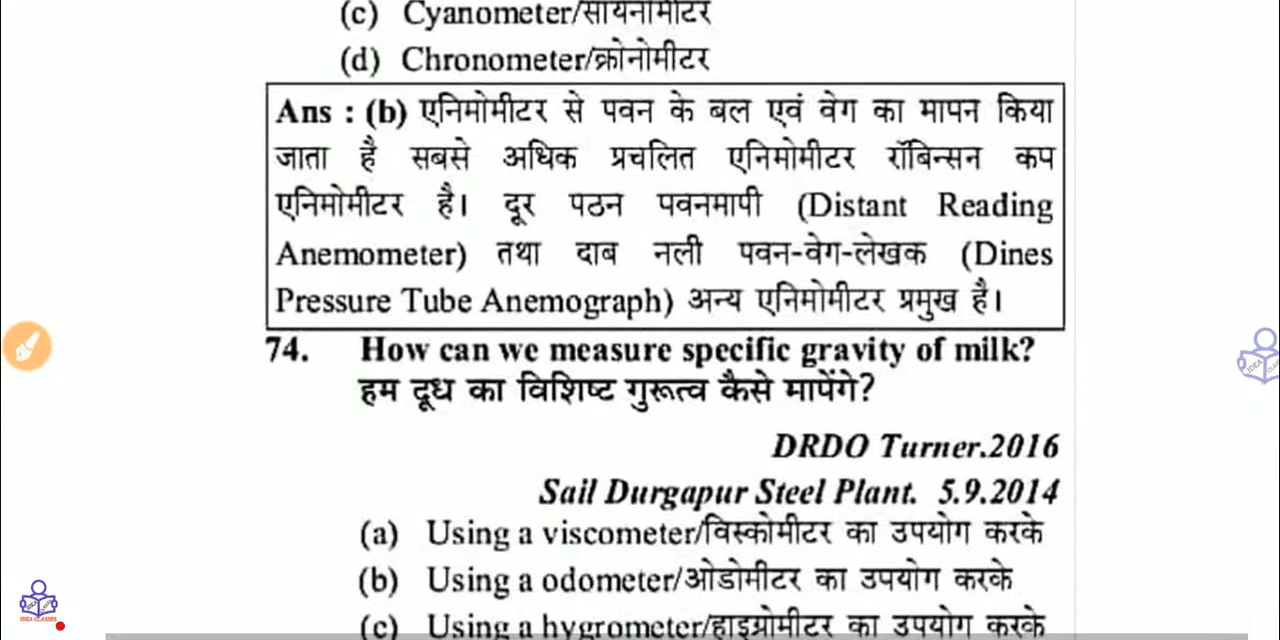 (c) Cyanometer/सायनोमीटर
(d) Chronometer/क्रोनोमीटर
Ans : (b) एनिमोमीटर से पवन के बल एवं वेग का मापन किया
जाता है सबसे अधिक प्रचलित एनिमोमीटर रॉबिन्सन कप
एनिमोमीटर है। दूर पठन पवनमापी (Distant Reading
Anemometer) तथा दाब नली पवन-वेग-लेखक (Dines
Pressure Tube Anemograph) अन्य एनिमोमीटर प्रमुख है।
74. How can we measure specific gravity of milk?
हम दूध का विशिष्ट गुरूत्व कैसे मापेंगे?
DRDO Turner.2016
Sail Durgapur Steel Plant. 5.9.2014
(a) Using a viscometer/विस्कोमीटर का उपयोग करके
(b) Using a odometer/ओडोमीटर का उपयोग करके
(c) Using a hygrometer/हाइग्रोमीटर का उपयोग करके
IDEA CLASSES